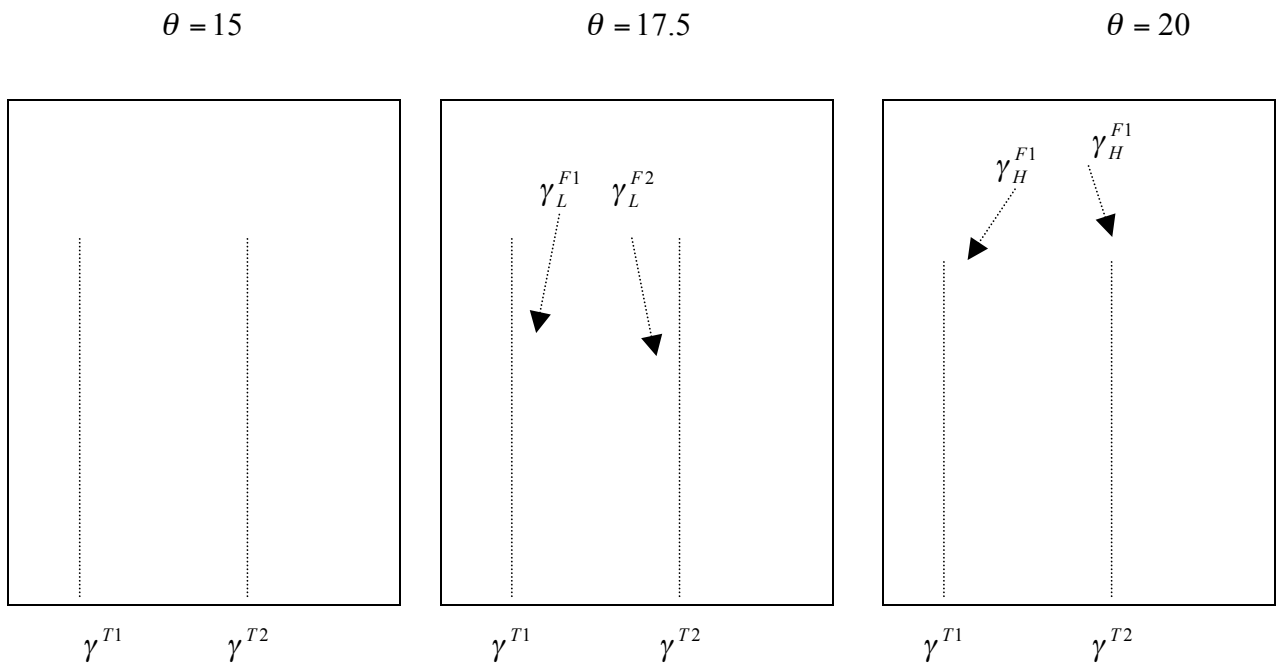 θ = 15 θ = 17.5 θ = 20
γ_H^{F1} γ_H^{F1}
γ_L^{F1} γ_L^{F2}
γ^{T1} γ^{T2} γ^{T1} γ^{T2} γ^{T1} γ^{T2}